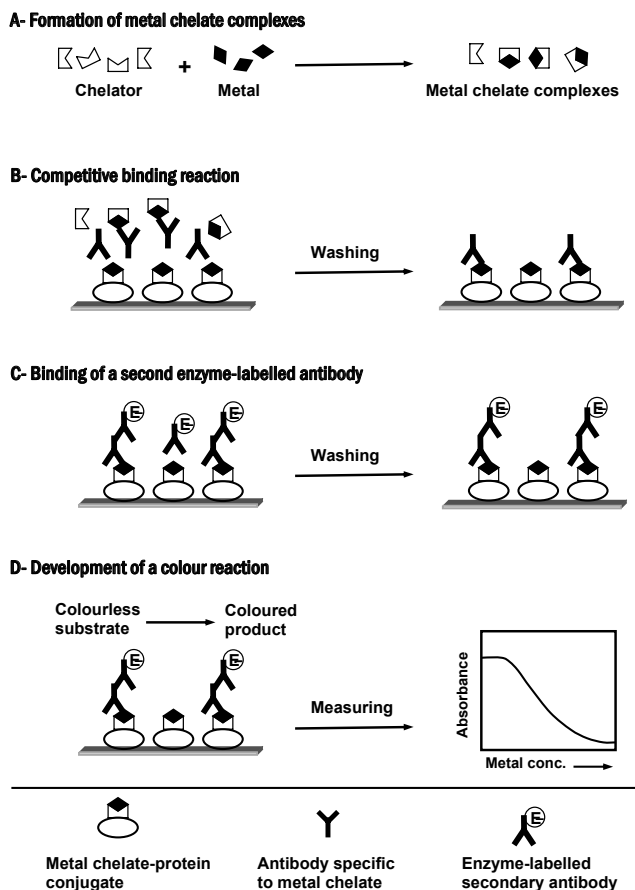 A- Formation of metal chelate complexes
+
Chelator
Metal
Metal chelate complexes
B- Competitive binding reaction
Washing
C- Binding of a second enzyme-labelled antibody
E
E
E
Washing
E
E
D- Development of a colour reaction
Colourless
substrate
Coloured
product
E
E
Measuring
Absorbance
Metal conc.
E
Metal chelate-protein
conjugate
Antibody specific
to metal chelate
Enzyme-labelled
secondary antibody